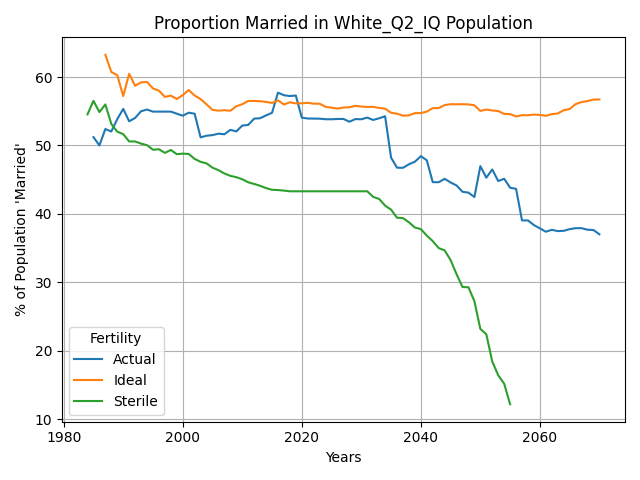 Proportion Married in White_Q2_IQ Population
% of Population 'Married'
60
50
40
30
20
10
Fertility
Actual
Ideal
Sterile
1980
2000
2020
2040
2060
Years